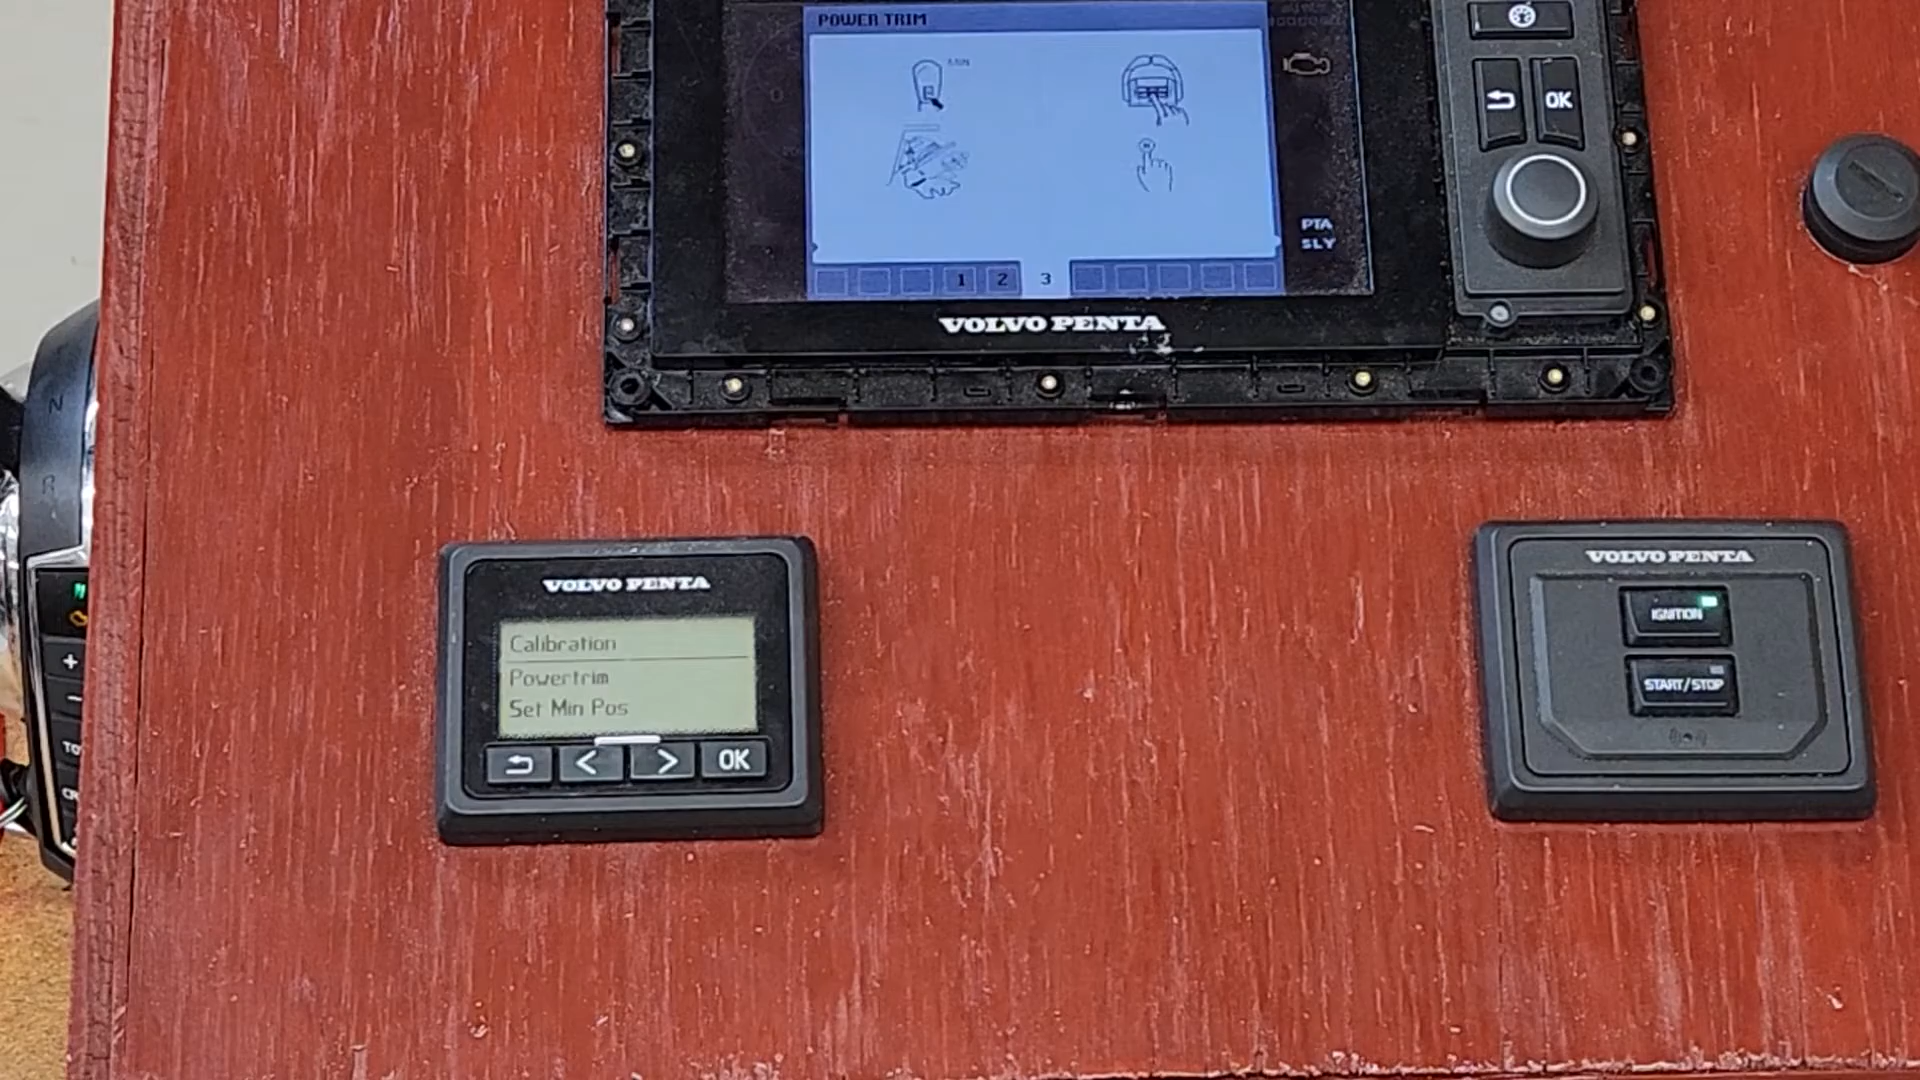 POWER TRIM
MIN
OK
PTA
SLY
1 2 3
VOLVO PENTA
N
R
VOLVO PENTA
Calibration
Powertrim
Set Min Pos
< > OK
VOLVO PENTA
IGNITION
START/STOP
+
-